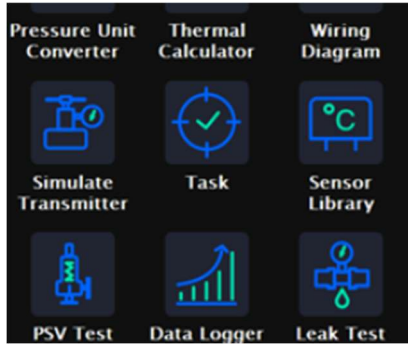 Pressure Unit Converter
Thermal Calculator
Wiring Diagram
°C
Simulate Transmitter
Task
Sensor Library
PSV Test
Data Logger
Leak Test